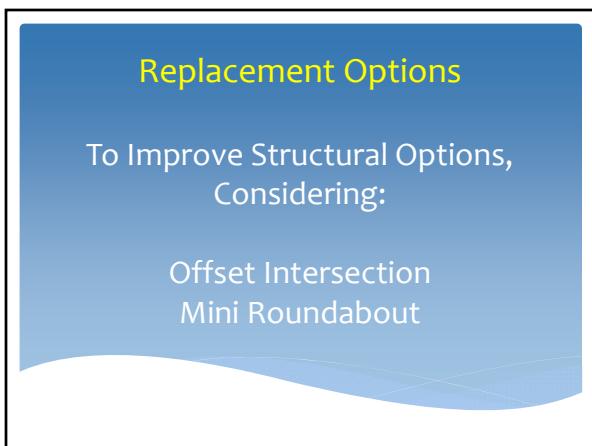 Replacement Options
To Improve Structural Options,
Considering:
Offset Intersection
Mini Roundabout